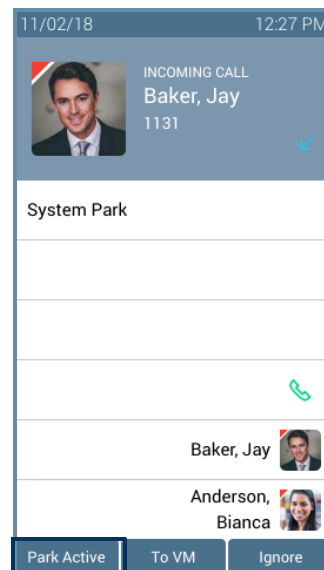 11/02/18 12:27 PM
INCOMING CALL
Baker, Jay
1131
System Park
Baker, Jay
Anderson,
Bianca
Park Active To VM Ignore